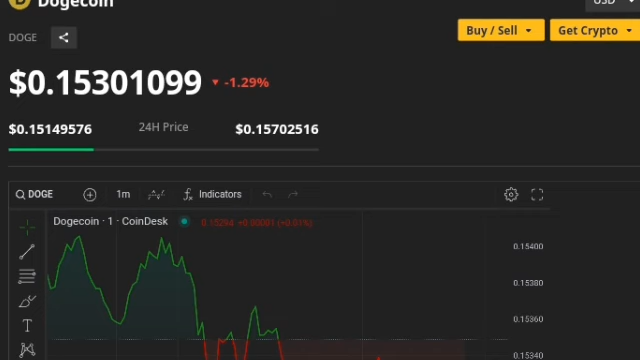 Dogecoin
USD
DOGE
Buy / Sell
Get Crypto
$0.15301099 -1.29%
$0.15149576 24H Price $0.15702516
DOGE 1m Indicators
Dogecoin · 1 · CoinDesk 0.15294 +0.00001 (+0.01%)
0.15400
0.15380
0.15360
0.15340